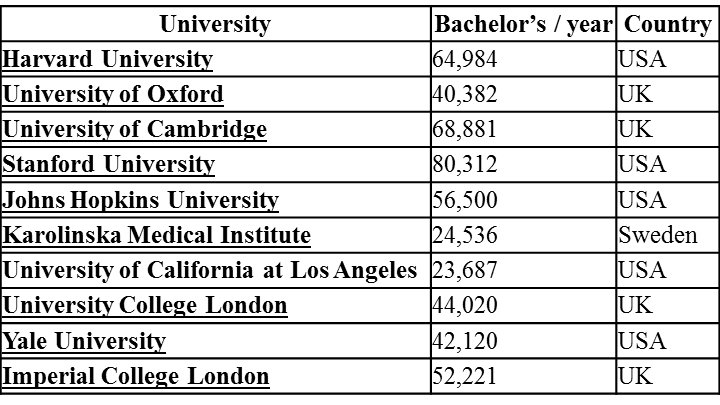 University Bachelor’s / year Country
Harvard University 64,984 USA
University of Oxford 40,382 UK
University of Cambridge 68,881 UK
Stanford University 80,312 USA
Johns Hopkins University 56,500 USA
Karolinska Medical Institute 24,536 Sweden
University of California at Los Angeles 23,687 USA
University College London 44,020 UK
Yale University 42,120 USA
Imperial College London 52,221 UK